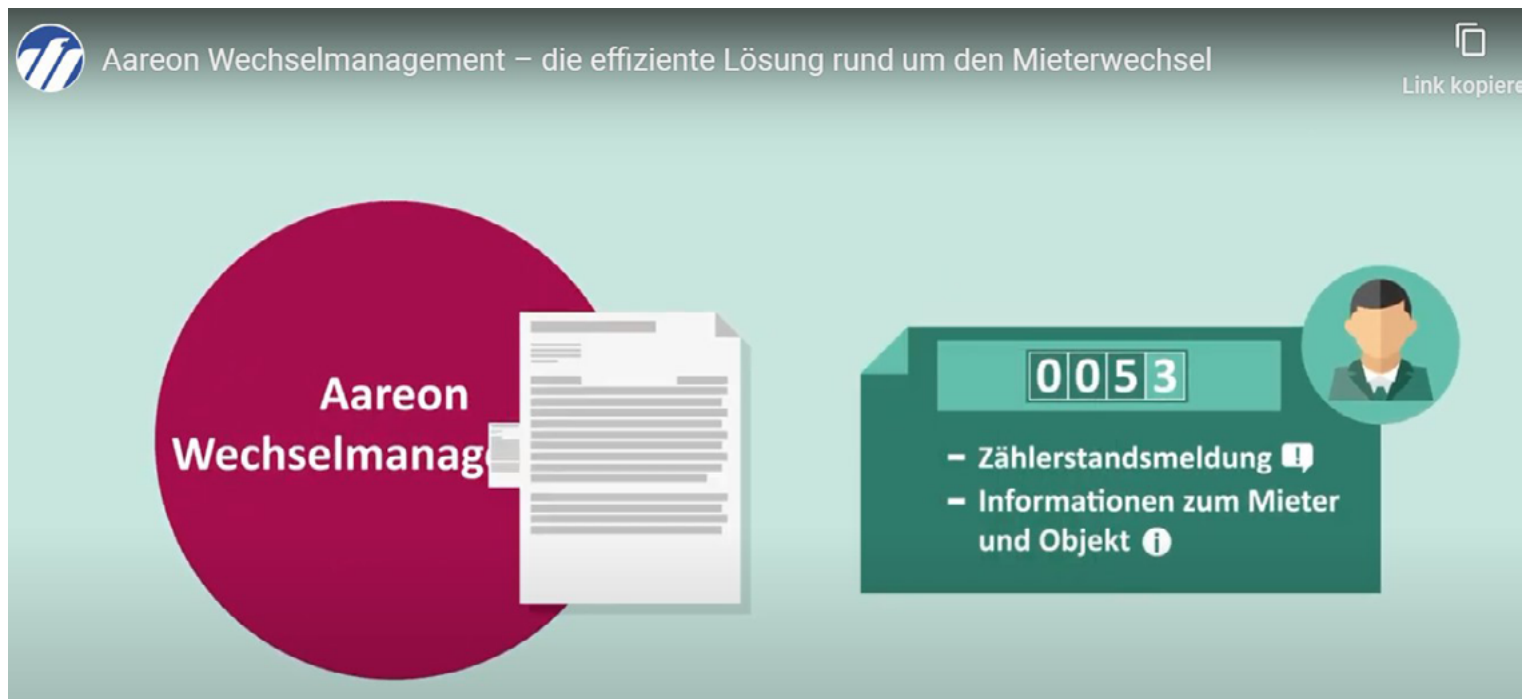 Aareon Wechselmanagement – die effiziente Lösung rund um den Mieterwechsel
Link kopiere
Aareon
Wechselmanage
0053
– Zählerstandsmeldung
– Informationen zum Mieter
und Objekt